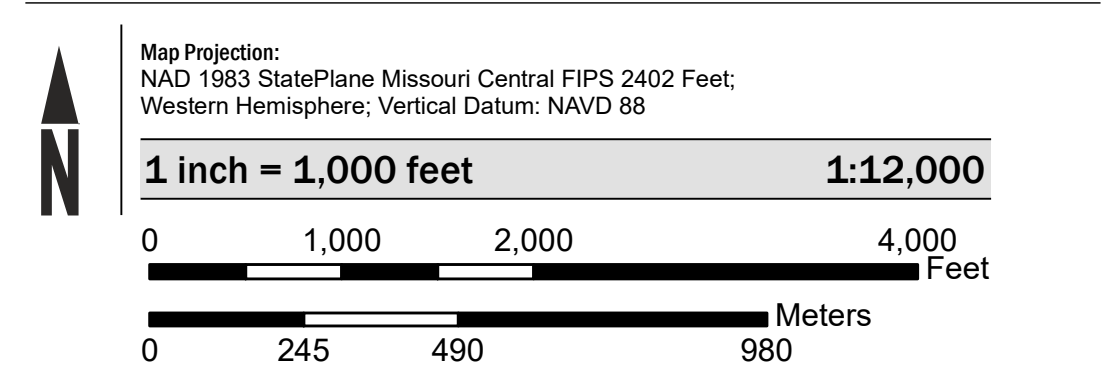 N
Map Projection:
NAD 1983 StatePlane Missouri Central FIPS 2402 Feet;
Western Hemisphere; Vertical Datum: NAVD 88
1 inch = 1,000 feet 1:12,000
0 1,000 2,000 4,000
Feet
Meters
0 245 490 980